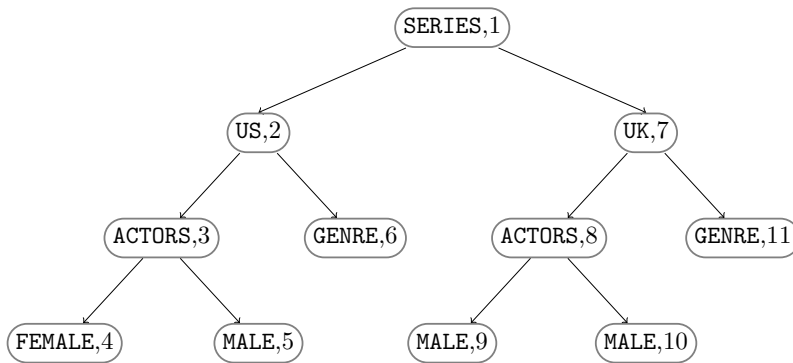 SERIES,1
US,2
UK,7
ACTORS,3
GENRE,6
ACTORS,8
GENRE,11
FEMALE,4
MALE,5
MALE,9
MALE,10